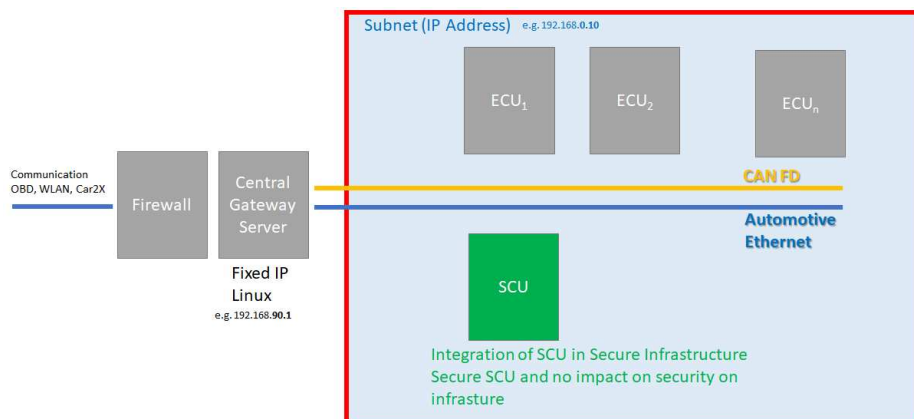 Subnet (IP Address) e.g. 192.168.0.10
ECU1
ECU2
ECUn
Communication
OBD, WLAN, Car2X
Firewall
Central
Gateway
Server
CAN FD
Automotive
Ethernet
Fixed IP
Linux
e.g. 192.168.90.1
SCU
Integration of SCU in Secure Infrastructure
Secure SCU and no impact on security on
infrasture